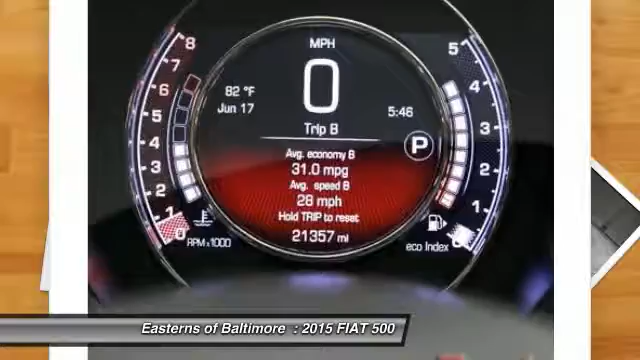 MPH
0
82 °F
Jun 17
5:46
Trip B
P
Avg. economy B
31.0 mpg
Avg. speed B
28 mph
Hold TRIP to reset
21357 mi
8
7
6
5
4
3
2
1
0
RPM x1000
5
4
3
2
1
0
eco Index
Easterns of Baltimore : 2015 FIAT 500